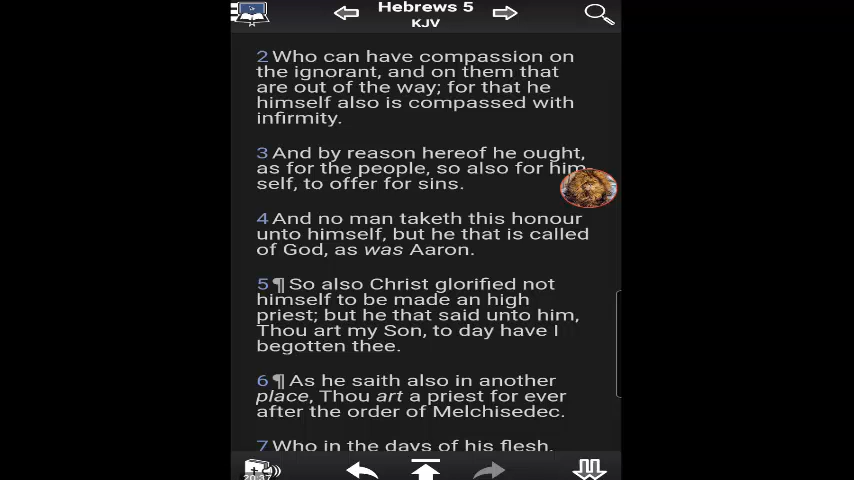 Hebrews 5
KJV
2 Who can have compassion on
the ignorant, and on them that
are out of the way; for that he
himself also is compassed with
infirmity.
3 And by reason hereof he ought,
as for the people, so also for him
self, to offer for sins.
4 And no man taketh this honour
unto himself, but he that is called
of God, as was Aaron.
5 ¶ So also Christ glorified not
himself to be made an high
priest; but he that said unto him,
Thou art my Son, to day have I
begotten thee.
6 ¶ As he saith also in another
place, Thou art a priest for ever
after the order of Melchisedec.
7 Who in the days of his flesh,
20:37